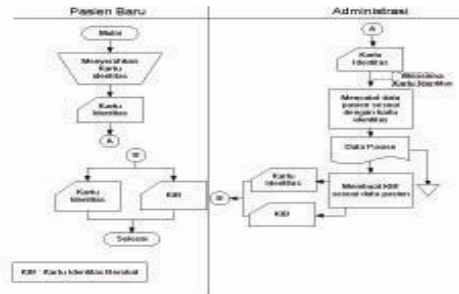 Pasien Baru
Administrasi
Mulai
Menyerahkan
Kartu
Identitas
Kartu
Identitas
A
Kartu
Identitas
KIB
Selesai
A
Kartu
Identitas
Menerima
Kartu Identitas
Mencatat data
pasien sesuai
dengan kartu
identitas
Data Pasien
Membuat KIB
sesuai data pasien
Kartu
Identitas
KIB
KIB : Kartu Identitas Berobat